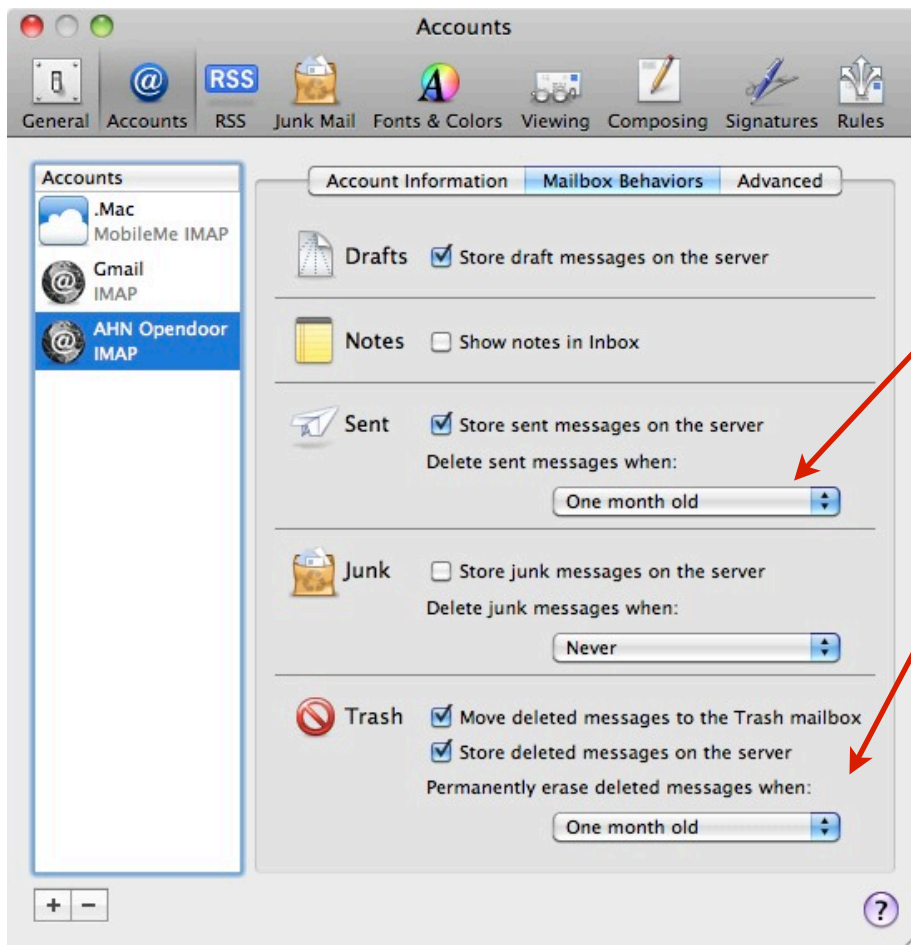 Accounts
General Accounts RSS Junk Mail Fonts & Colors Viewing Composing Signatures Rules
RSS
Accounts
.Mac
MobileMe IMAP
Gmail
IMAP
AHN Opendoor
IMAP
Account Information Mailbox Behaviors Advanced
Drafts Store draft messages on the server
Notes Show notes in Inbox
Sent Store sent messages on the server
Delete sent messages when:
One month old
Junk Store junk messages on the server
Delete junk messages when:
Never
Trash Move deleted messages to the Trash mailbox
Store deleted messages on the server
Permanently erase deleted messages when:
One month old
+ − ?